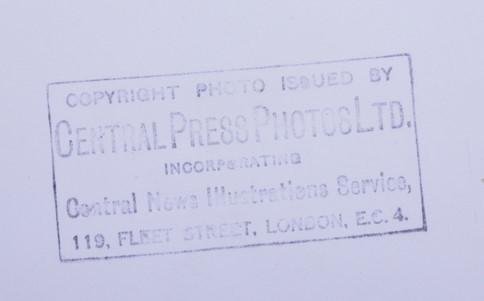 COPYRIGHT PHOTO ISSUED BY
CENTRAL PRESS PHOTOS LTD.
INCORPORATING
Central News Illustrations Service,
119, FLEET STREET, LONDON, E.C. 4.